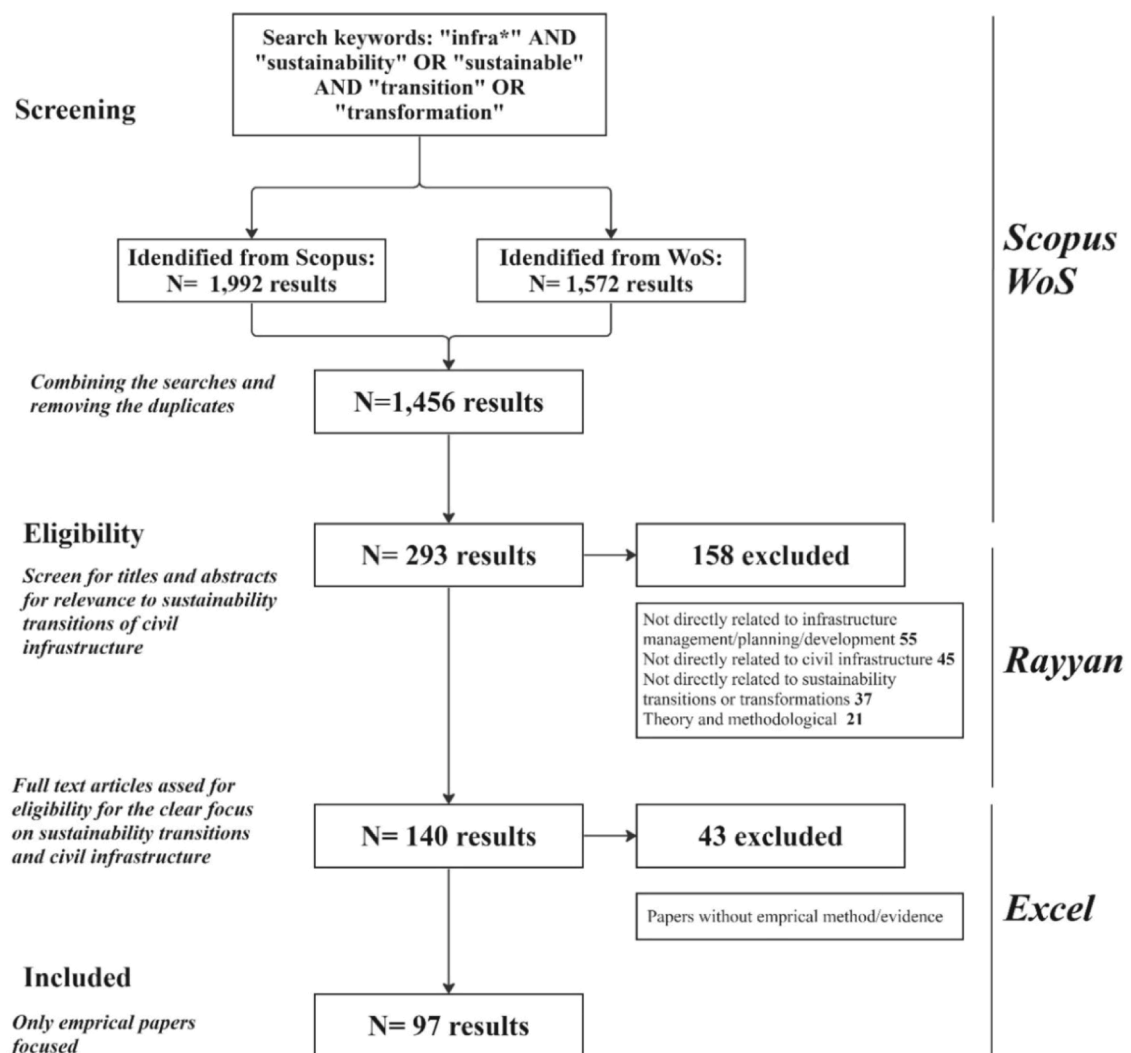 Search keywords: "infra*" AND
"sustainability" OR "sustainable"
AND "transition" OR
"transformation"
Screening
Idendified from Scopus:
N= 1,992 results
Idendified from WoS:
N= 1,572 results
Scopus
WoS
Combining the searches and
removing the duplicates
N=1,456 results
Eligibility
Screen for titles and abstracts
for relevance to sustainability
transitions of civil
infrastructure
N= 293 results
158 excluded
Not directly related to infrastructure
management/planning/development 55
Not directly related to civil infrastructure 45
Not directly related to sustainability
transitions or transformations 37
Theory and methodological 21
Rayyan
Full text articles assed for
eligibility for the clear focus
on sustainability transitions
and civil infrastructure
N= 140 results
43 excluded
Papers without emprical method/evidence
Excel
Included
Only emprical papers
focused
N= 97 results